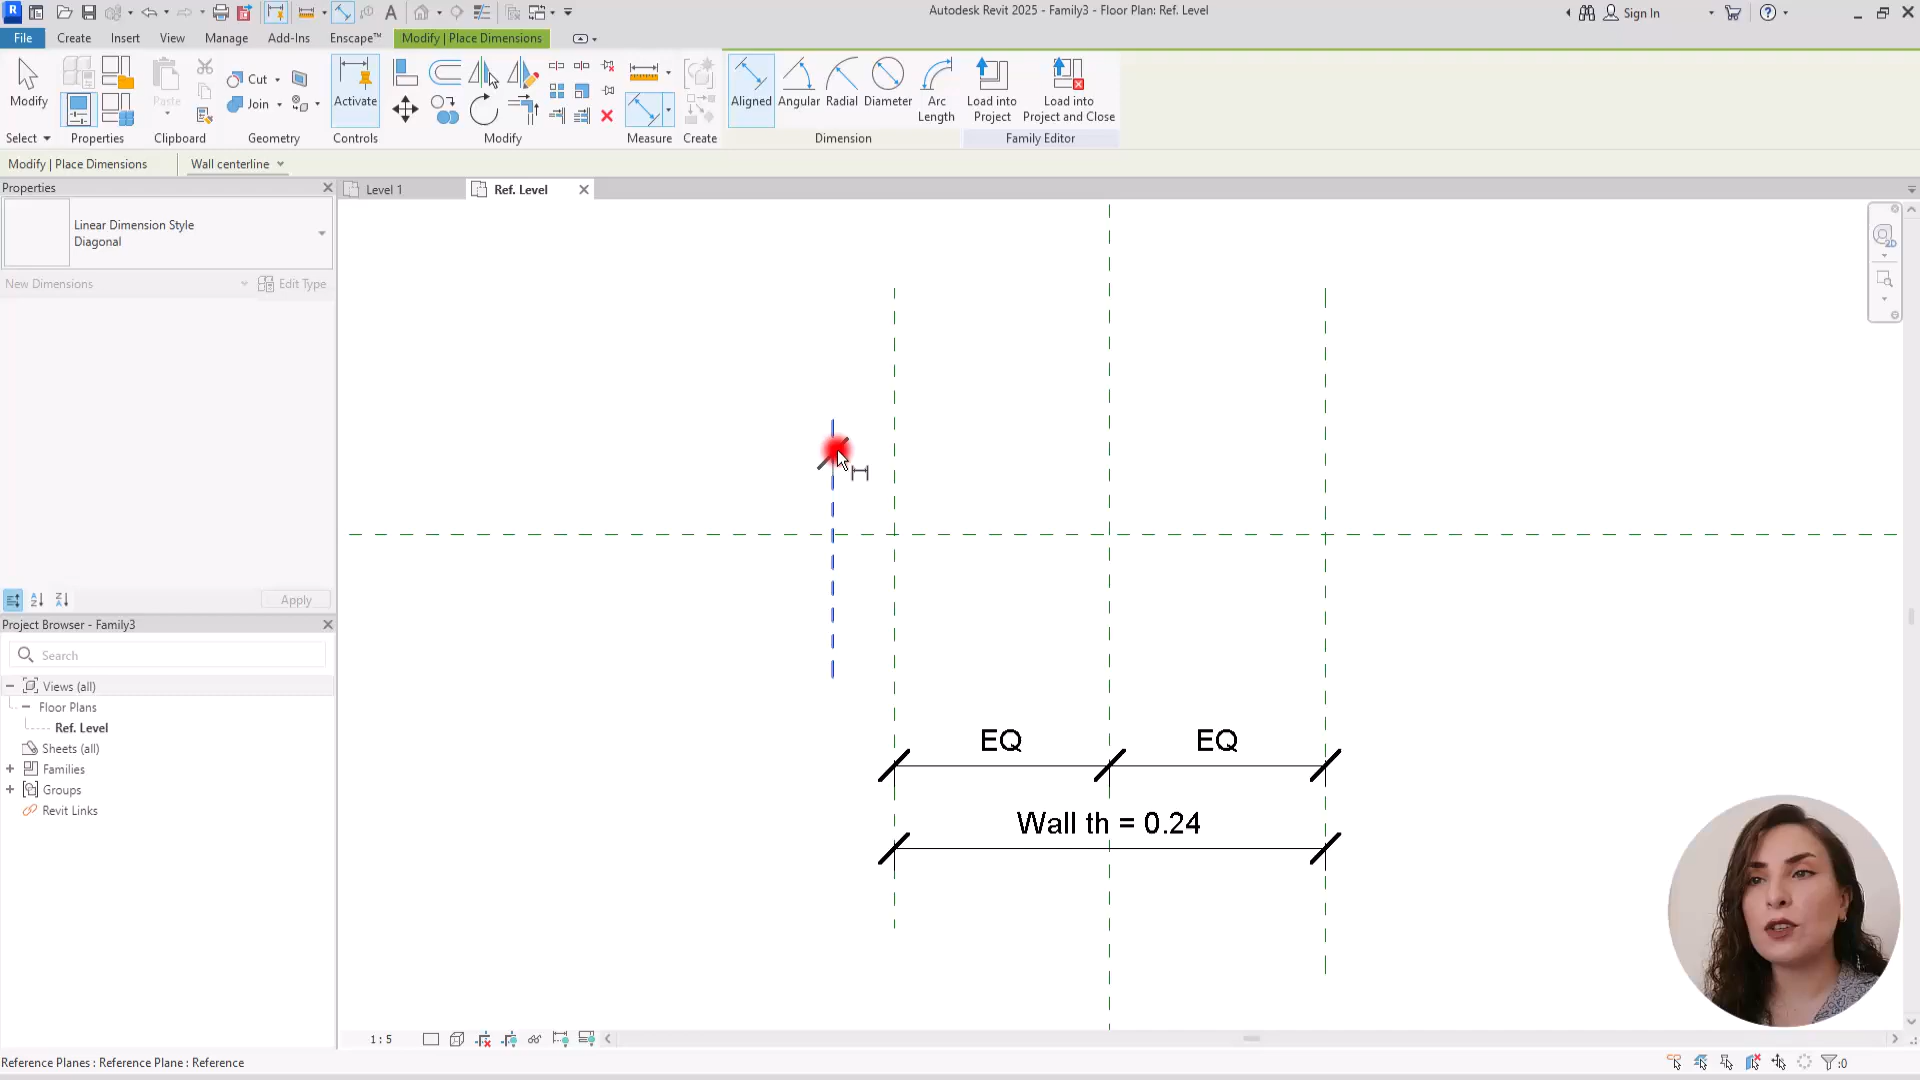 Autodesk Revit 2025 - Family3 - Floor Plan: Ref. Level
Sign In
File Create Insert View Manage Add-Ins Enscape™ Modify | Place Dimensions
Modify
Paste
Cut
Join
Activate
Aligned Angular Radial Diameter Arc Length Load into Project Load into Project and Close
Select Properties Clipboard Geometry Controls Modify Measure Create Dimension Family Editor
Modify | Place Dimensions Wall centerline
Properties
Level 1 Ref. Level
Linear Dimension Style
Diagonal
New Dimensions Edit Type
2D
Apply
Project Browser - Family3
Search
Views (all)
Floor Plans
Ref. Level
Sheets (all)
Families
Groups
Revit Links
EQ EQ
Wall th = 0.24
1 : 5
Reference Planes : Reference Plane : Reference
:0